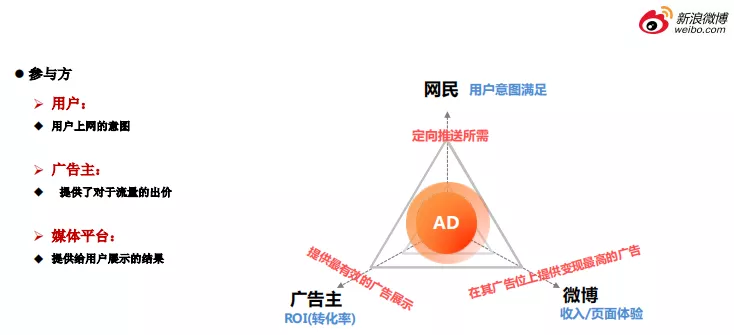 新浪微博
weibo.com
参与方
用户：
用户上网的意图
广告主：
提供了对于流量的出价
媒体平台：
提供给用户展示的结果
网民 用户意图满足
定向推送所需
AD
提供最有效的广告展示
在其广告位上提供变现最高的广告
广告主
ROI(转化率)
微博
收入/页面体验